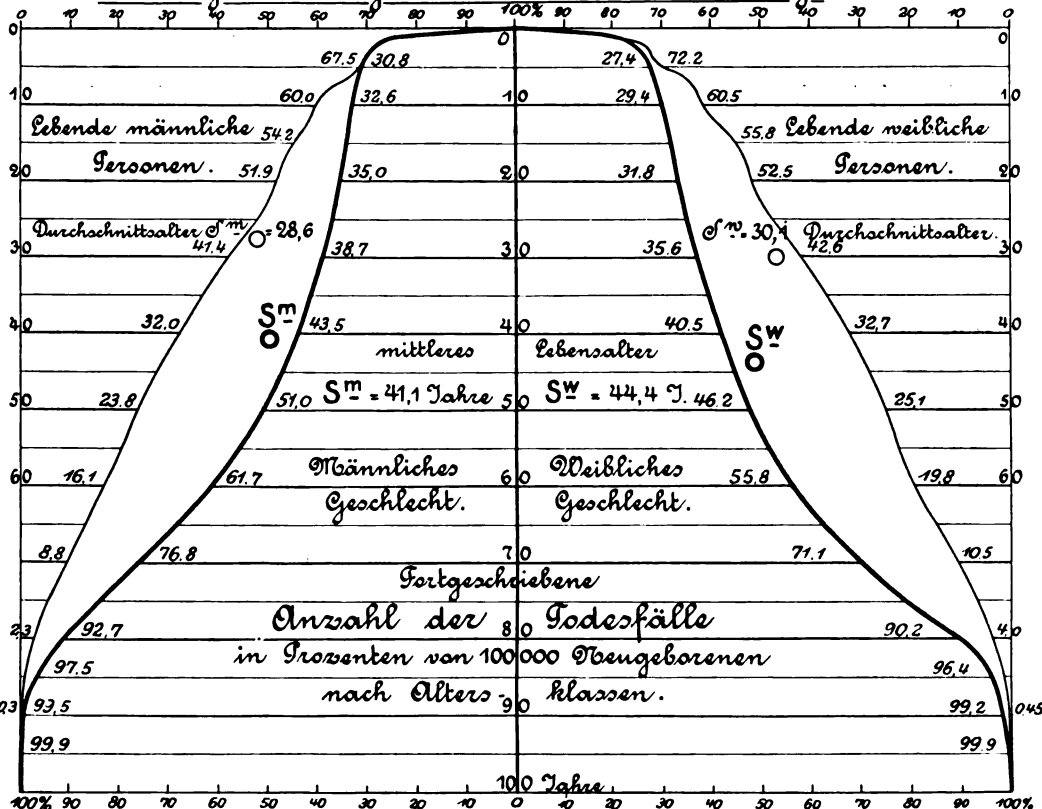 0 10 20 30 40 50 60 70 80 90 100% 90 80 70 60 50 40 30 20 10 0
0 0 0
67.5 30,8 27,4 72.2
10 60.0 32,6 10 29,4 60.5 10
Lebende männliche 54.2 55,8 Lebende weibliche
Personen. Personen.
20 51.9 35,0 20 31.8 52.5 20
Durchschnittsalter S m = 28,6 S w = 30,1 Durchschnittsalter.
30 41.4 38,7 30 35.6 42,6 30
Sm Sw
40 32.0 43,5 40 40.5 32,7 40
mittleres Lebensalter
Sm = 41,1 Jahre Sw = 44,4 J.
50 23.8 51,0 50 46.2 25,1 50
Männliches Weibliches
60 16,1 61.7 60 55.8 19,8 60
Geschlecht. Geschlecht.
8,8 76.8 70 71.1 10.5
Fortgeschriebene
Anzahl der Todesfälle
2,3 92,7 80 90.2 4,0
in Prozenten von 100 000 Neugeborenen
97.5 96,4
nach Alters- klassen.
0,3 99,5 90 99,2 0,45
99,9 99.9
100 Jahre
100% 90 80 70 60 50 40 30 20 10 0 10 20 30 40 50 60 70 80 90 100%